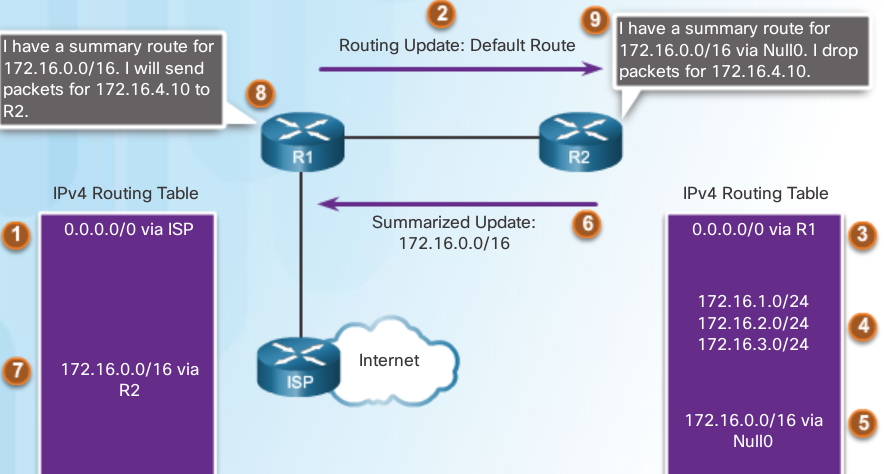 2
9
I have a summary route for
172.16.0.0/16. I will send
packets for 172.16.4.10 to
R2.
Routing Update: Default Route
I have a summary route for
172.16.0.0/16 via Null0. I drop
packets for 172.16.4.10.
8
R1
R2
IPv4 Routing Table
IPv4 Routing Table
Summarized Update:
172.16.0.0/16
6
1
0.0.0.0/0 via ISP
0.0.0.0/0 via R1
3
172.16.1.0/24
172.16.2.0/24
172.16.3.0/24
4
7
172.16.0.0/16 via
R2
ISP
Internet
172.16.0.0/16 via
Null0
5